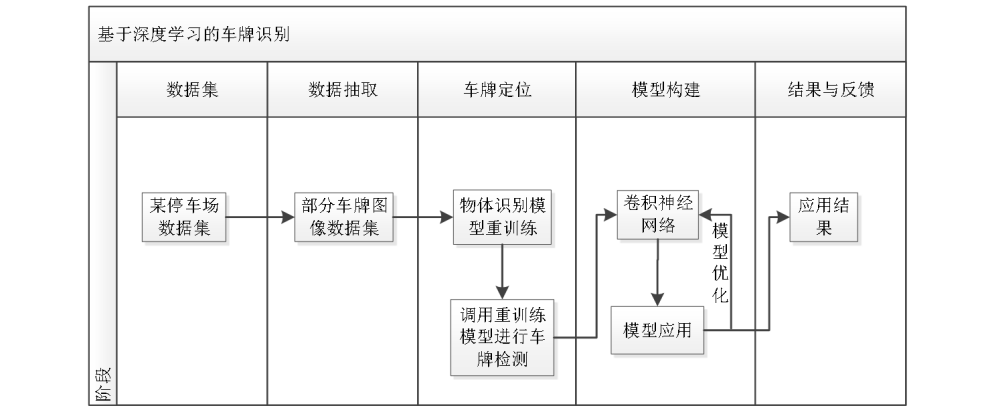 基于深度学习的车牌识别
数据集
数据抽取
车牌定位
模型构建
结果与反馈
某停车场
数据集
部分车牌图
像数据集
物体识别模
型重训练
调用重训练
模型进行车
牌检测
卷积神经
网络
模型优化
模型应用
应用结
果
阶段